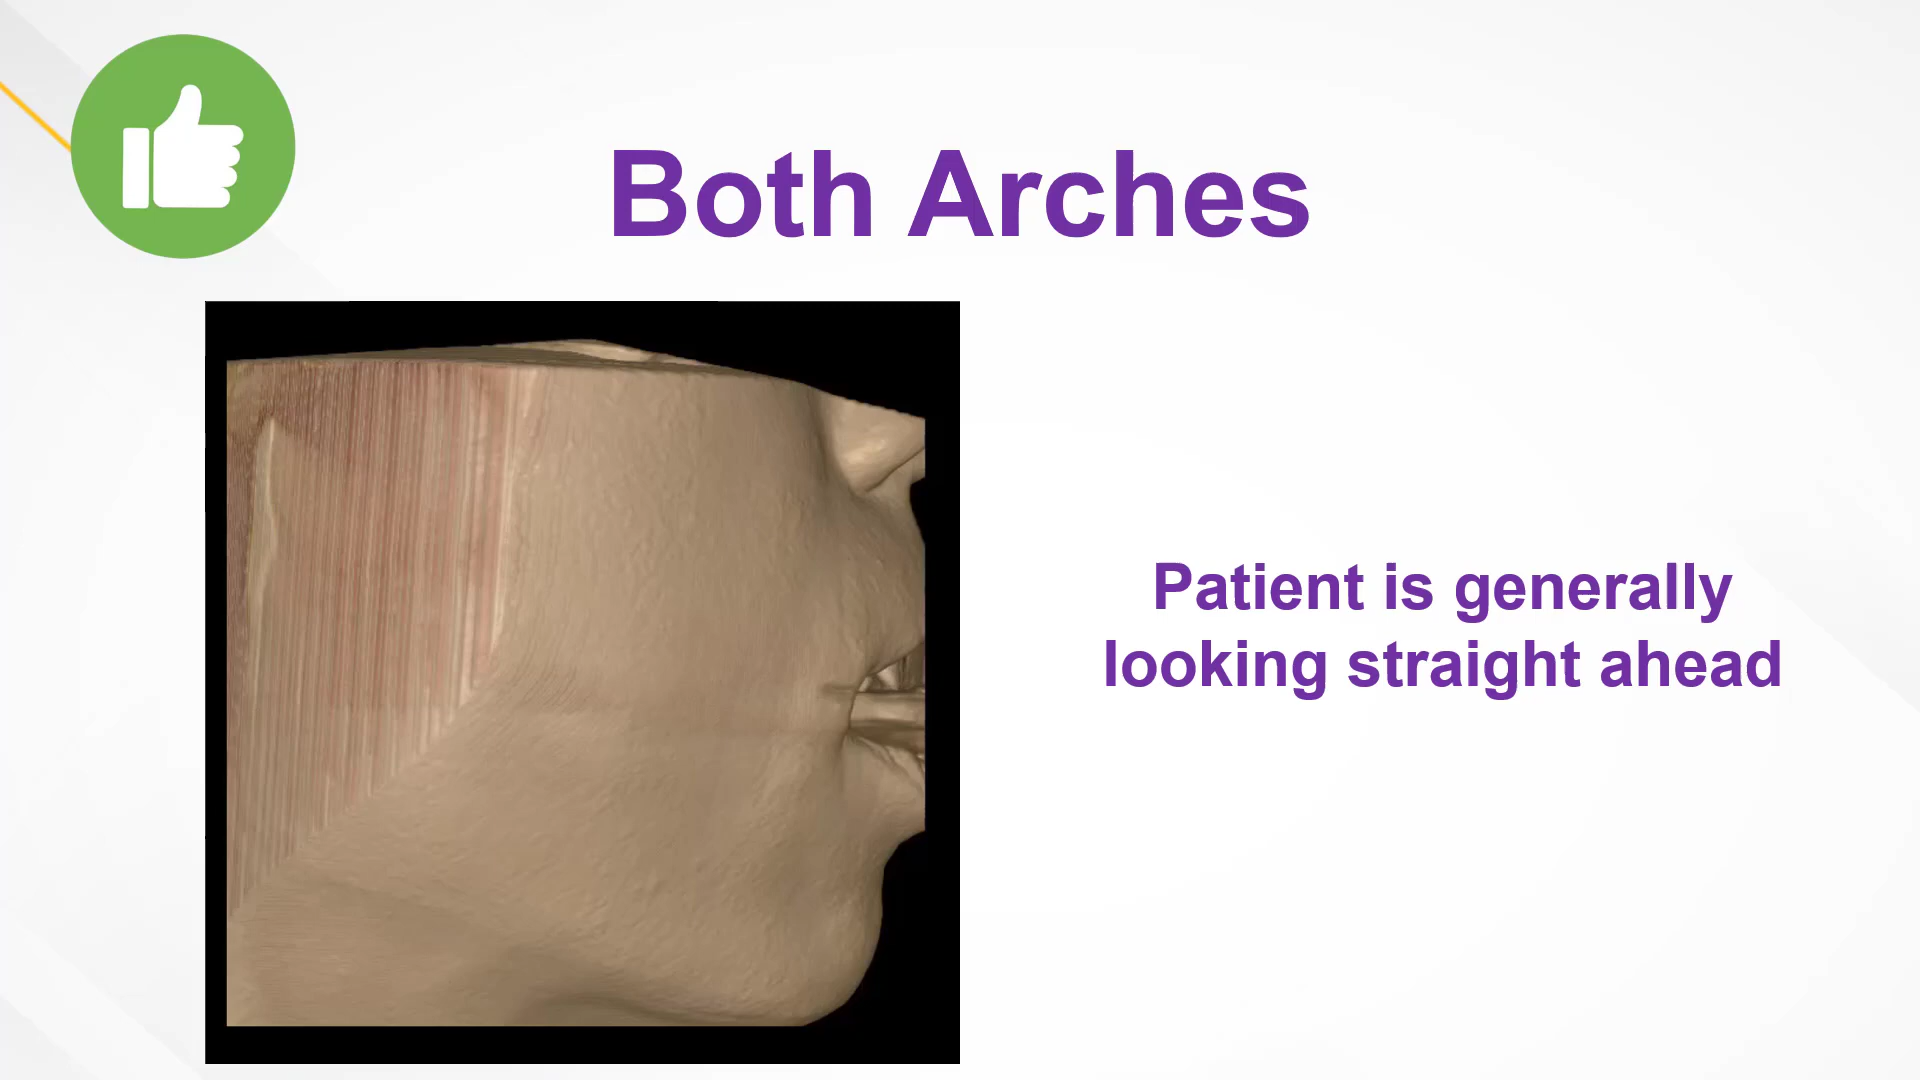 Both Arches
Patient is generally
looking straight ahead